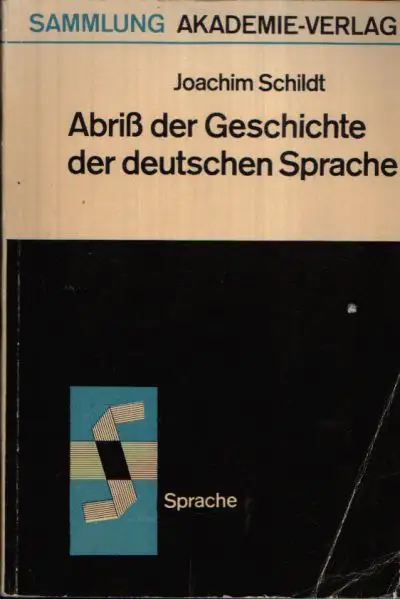 SAMMLUNG AKADEMIE-VERLAG
Joachim Schildt
Abriß der Geschichte
der deutschen Sprache
Sprache